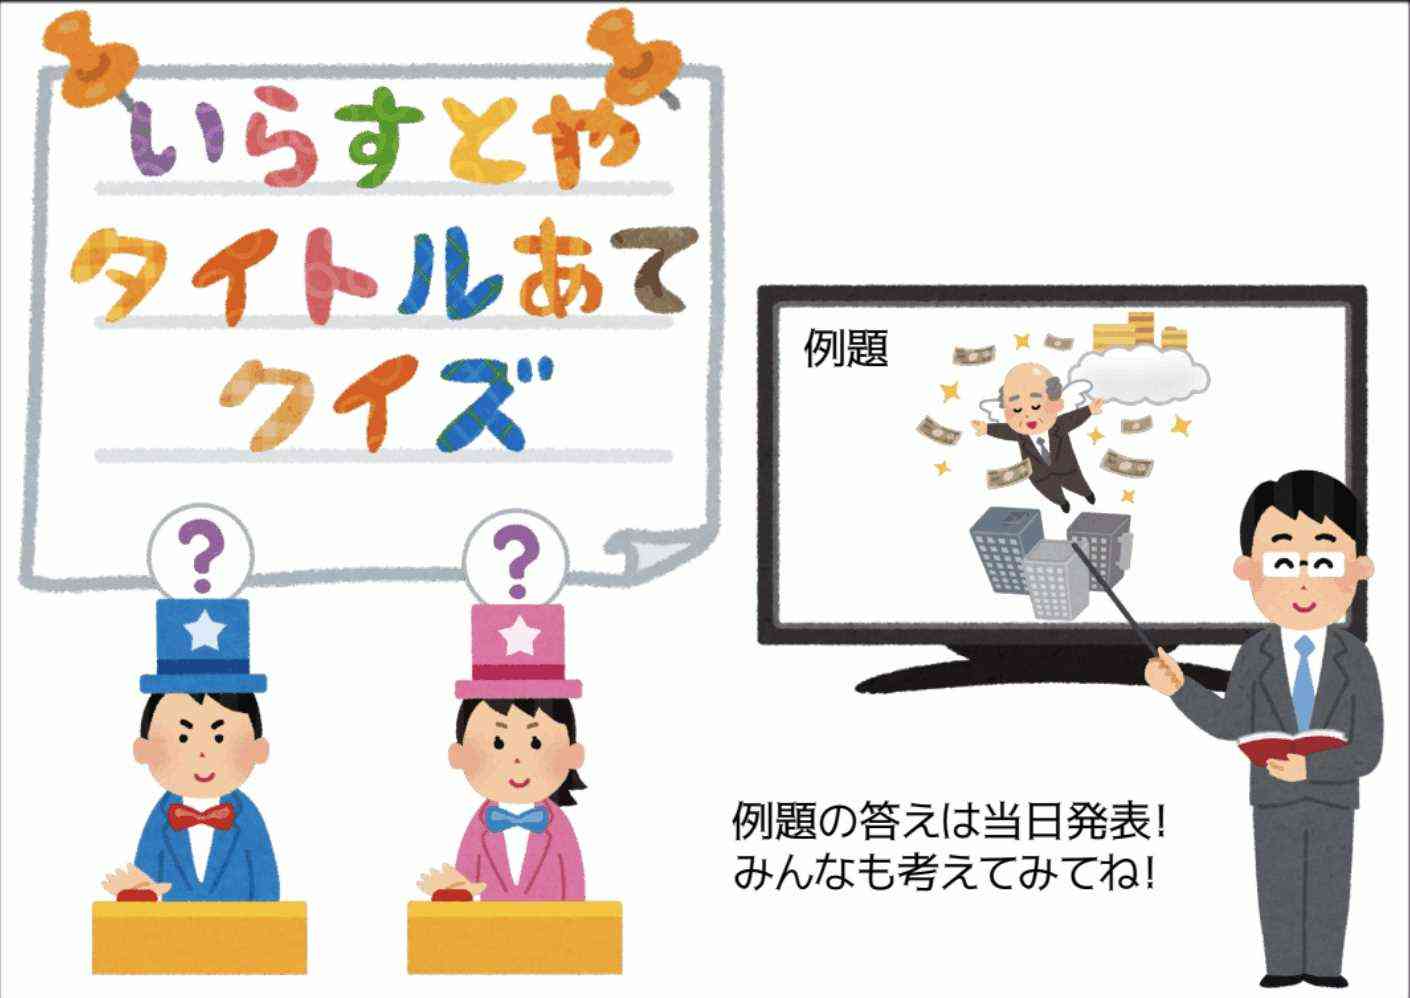 いらすとや
タイトルあて
クイズ
?
?
例題
例題の答えは当日発表!
みんなも考えてみてね!